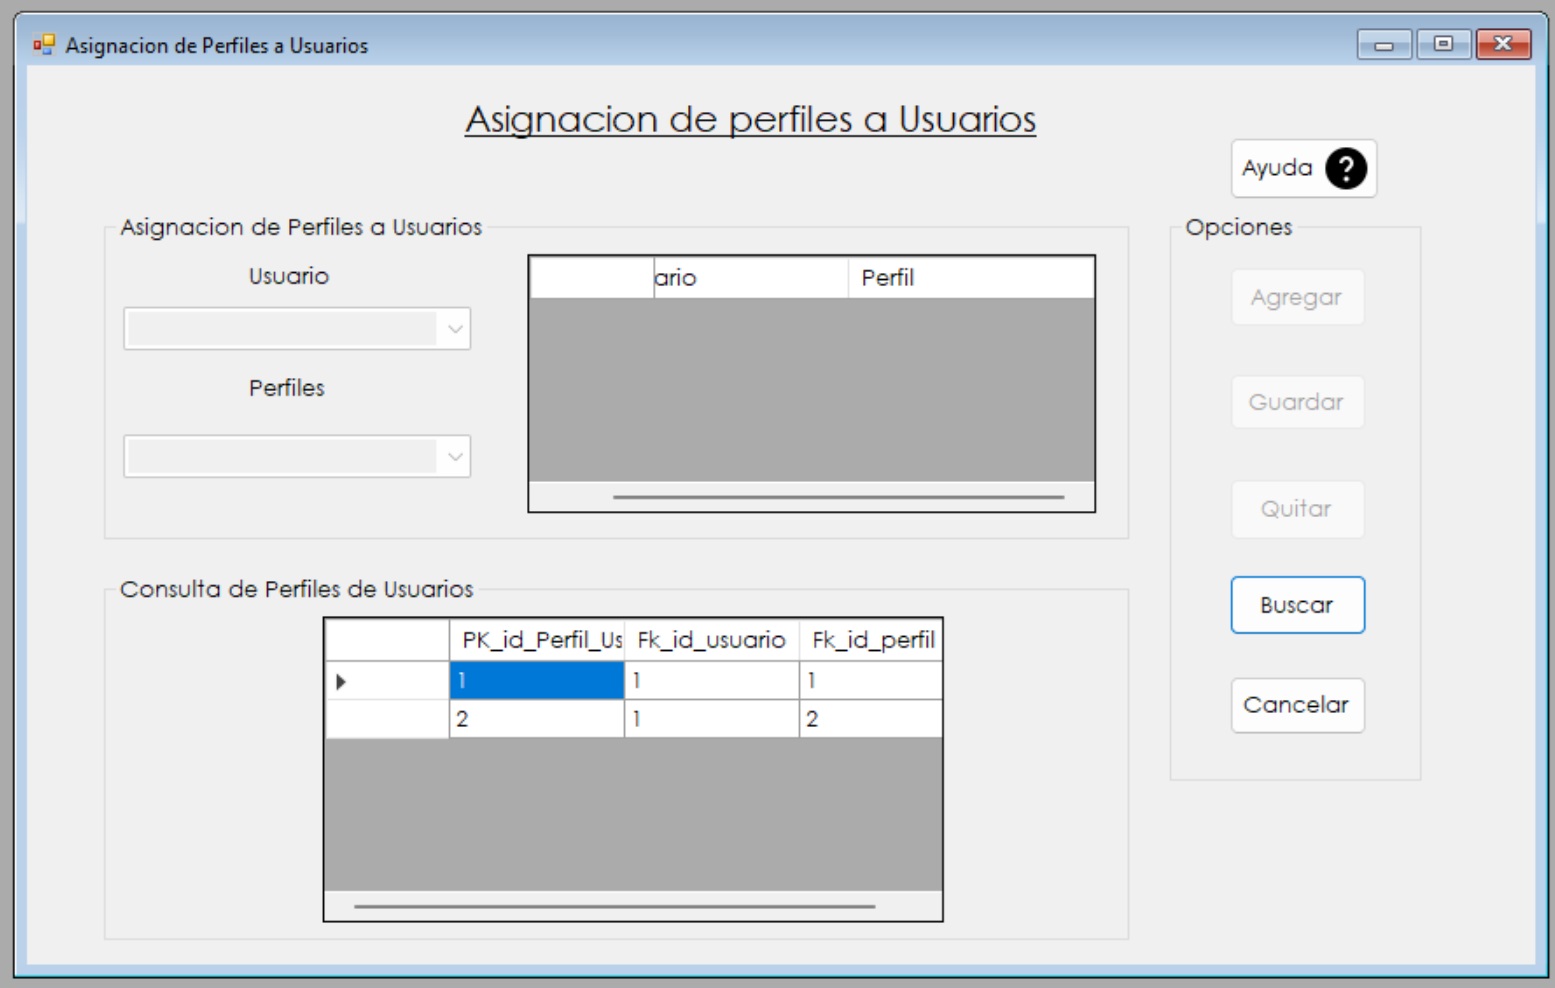 Asignacion de Perfiles a Usuarios
Asignacion de perfiles a Usuarios
Ayuda ?
Asignacion de Perfiles a Usuarios
Usuario
Perfiles
ario Perfil
Opciones
Agregar
Guardar
Quitar
Buscar
Cancelar
Consulta de Perfiles de Usuarios
PK_id_Perfil_Us Fk_id_usuario Fk_id_perfil
1 1 1
2 1 2